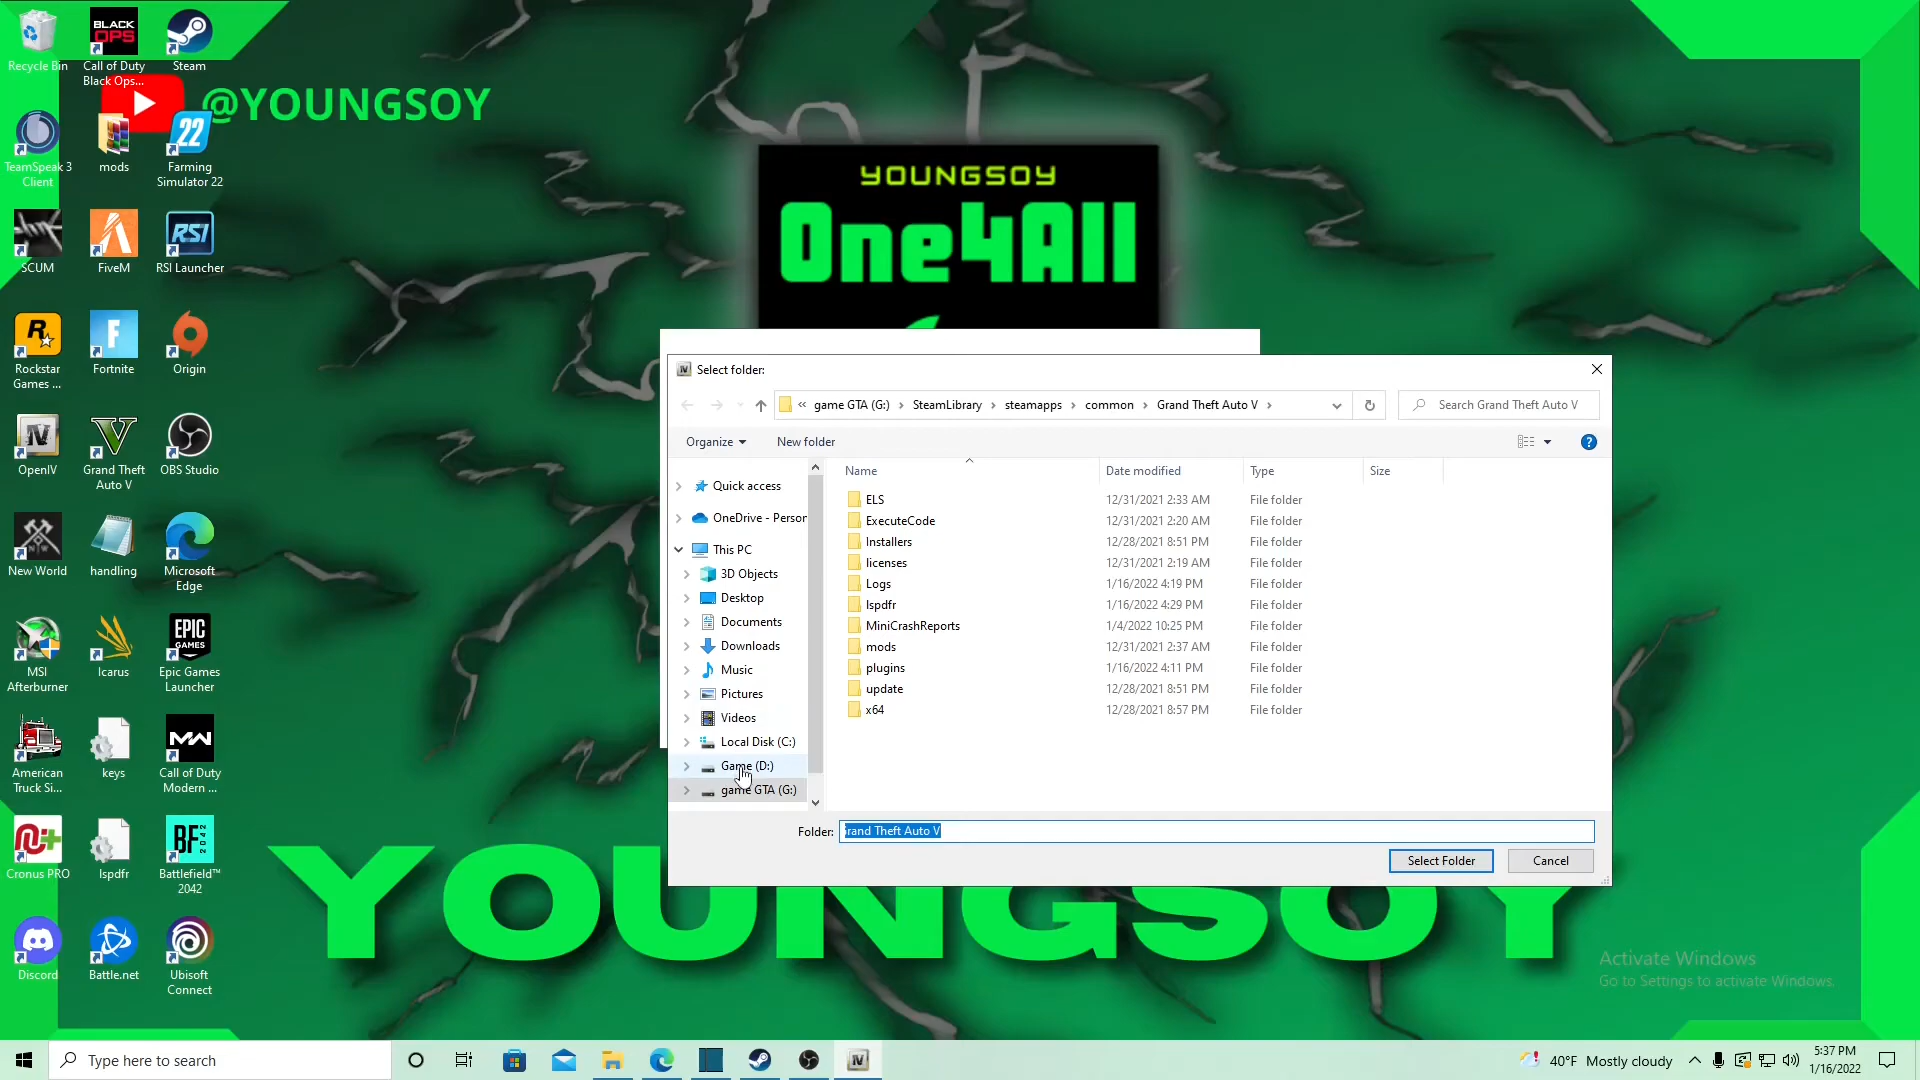 Recycle Bin
Call of Duty
Black Ops...
Steam
BLACK
OPS
@YOUNGSOY
TeamSpeak 3
Client
mods
22
Farming
Simulator 22
SCUM
FiveM
RSI
RSI Launcher
Rockstar
Games ...
Fortnite
Origin
OpenIV
Grand Theft
Auto V
OBS Studio
New World
handling
Microsoft
Edge
MSI
Afterburner
Icarus
EPIC
GAMES
Epic Games
Launcher
American
Truck Si...
keys
Call of Duty
Modern ...
Cronus PRO
lspdfr
BF
2042
Battlefield™
2042
Discord
Battle.net
Ubisoft
Connect
YOUNGSOY
One4All
Select folder:
« game GTA (G:) › SteamLibrary › steamapps › common › Grand Theft Auto V ›
Search Grand Theft Auto V
Organize
New folder
Quick access
OneDrive - Person
This PC
3D Objects
Desktop
Documents
Downloads
Music
Pictures
Videos
Local Disk (C:)
Game (D:)
game GTA (G:)
Name Date modified Type Size
ELS 12/31/2021 2:33 AM File folder
ExecuteCode 12/31/2021 2:20 AM File folder
Installers 12/28/2021 8:51 PM File folder
licenses 12/31/2021 2:19 AM File folder
Logs 1/16/2022 4:19 PM File folder
lspdfr 1/16/2022 4:29 PM File folder
MiniCrashReports 1/4/2022 10:25 PM File folder
mods 12/31/2021 2:37 AM File folder
plugins 1/16/2022 4:11 PM File folder
update 12/28/2021 8:51 PM File folder
x64 12/28/2021 8:57 PM File folder
Folder: Grand Theft Auto V
Select Folder
Cancel
YOUNGSOY
Activate Windows
Go to Settings to activate Windows.
Type here to search
40°F Mostly cloudy
5:37 PM
1/16/2022